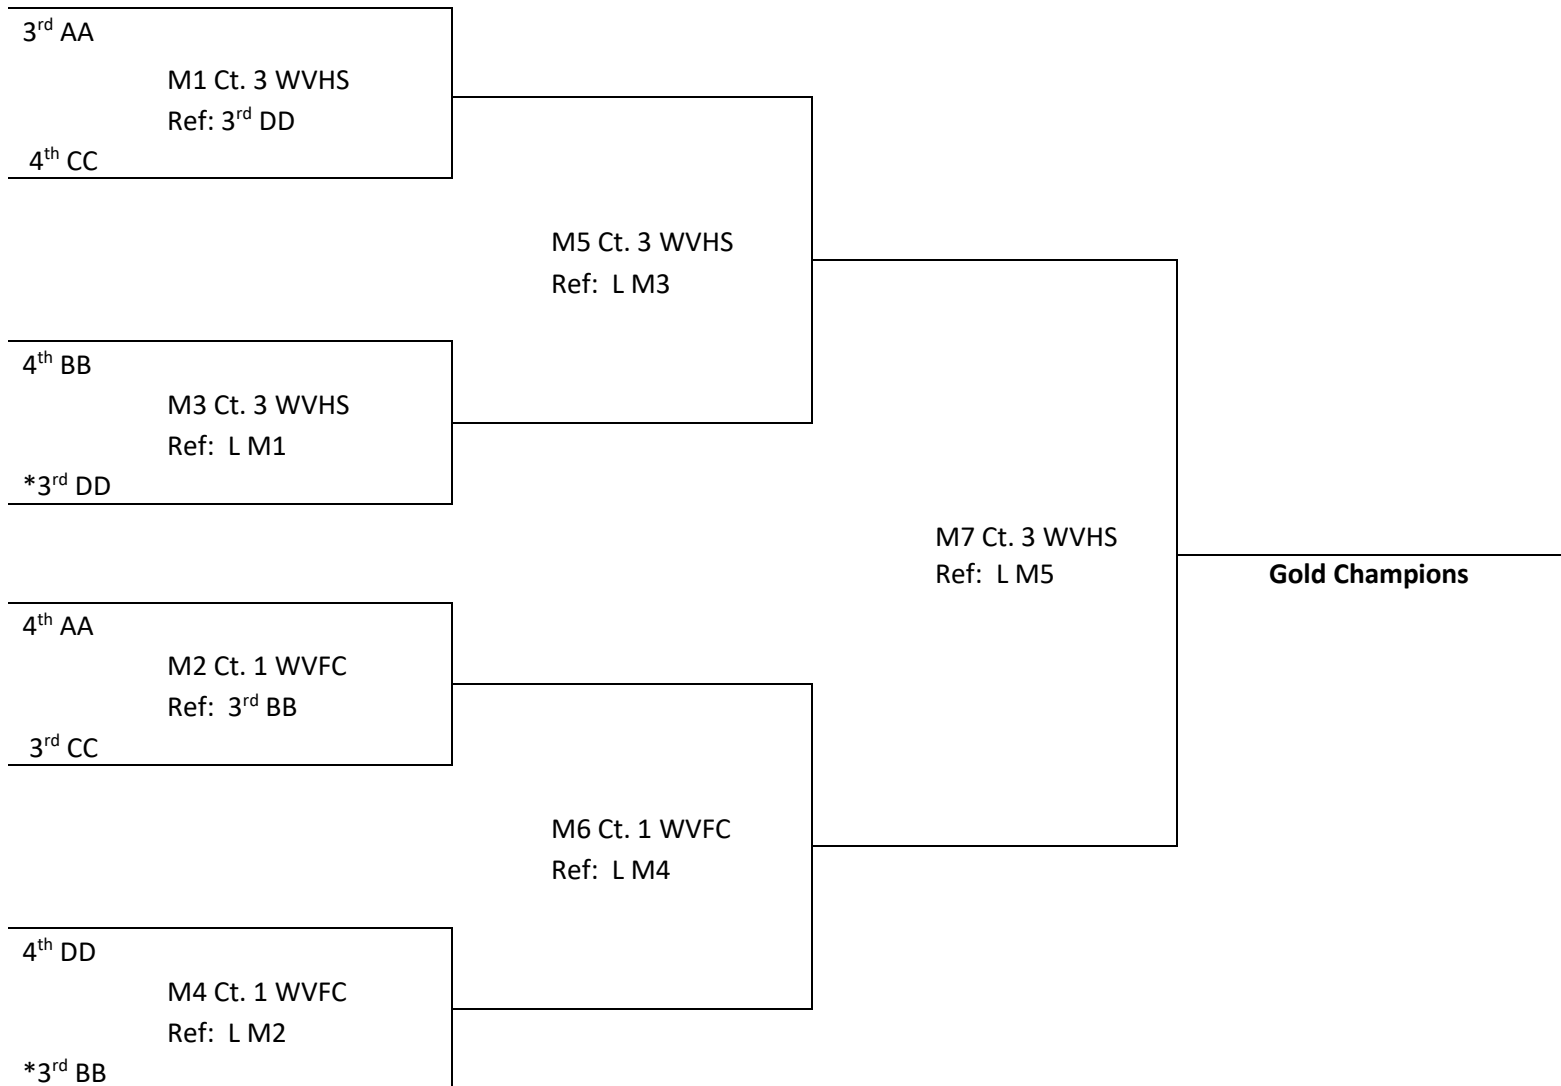 3rd AA
M1 Ct. 3 WVHS
Ref: 3rd DD
4th CC
M5 Ct. 3 WVHS
Ref: L M3
4th BB
M3 Ct. 3 WVHS
Ref: L M1
*3rd DD
M7 Ct. 3 WVHS
Ref: L M5
Gold Champions
4th AA
M2 Ct. 1 WVFC
Ref: 3rd BB
3rd CC
M6 Ct. 1 WVFC
Ref: L M4
4th DD
M4 Ct. 1 WVFC
Ref: L M2
*3rd BB